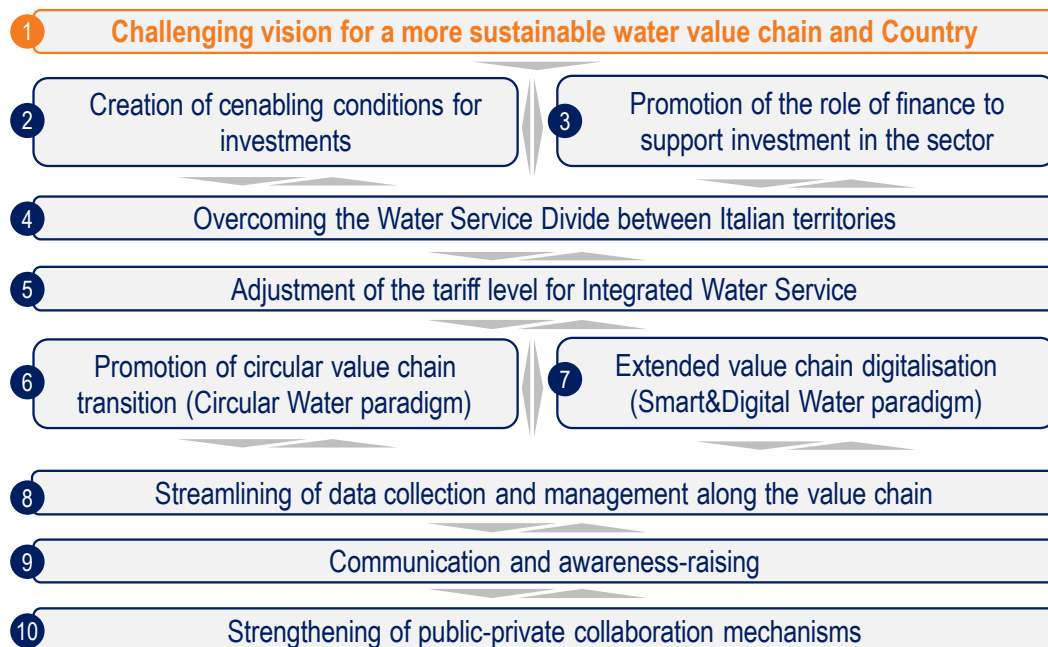 1 Challenging vision for a more sustainable water value chain and Country
2 Creation of cenabling conditions for
investments
3 Promotion of the role of finance to
support investment in the sector
4 Overcoming the Water Service Divide between Italian territories
5 Adjustment of the tariff level for Integrated Water Service
6 Promotion of circular value chain
transition (Circular Water paradigm)
7 Extended value chain digitalisation
(Smart&Digital Water paradigm)
8 Streamlining of data collection and management along the value chain
9 Communication and awareness-raising
10 Strengthening of public-private collaboration mechanisms